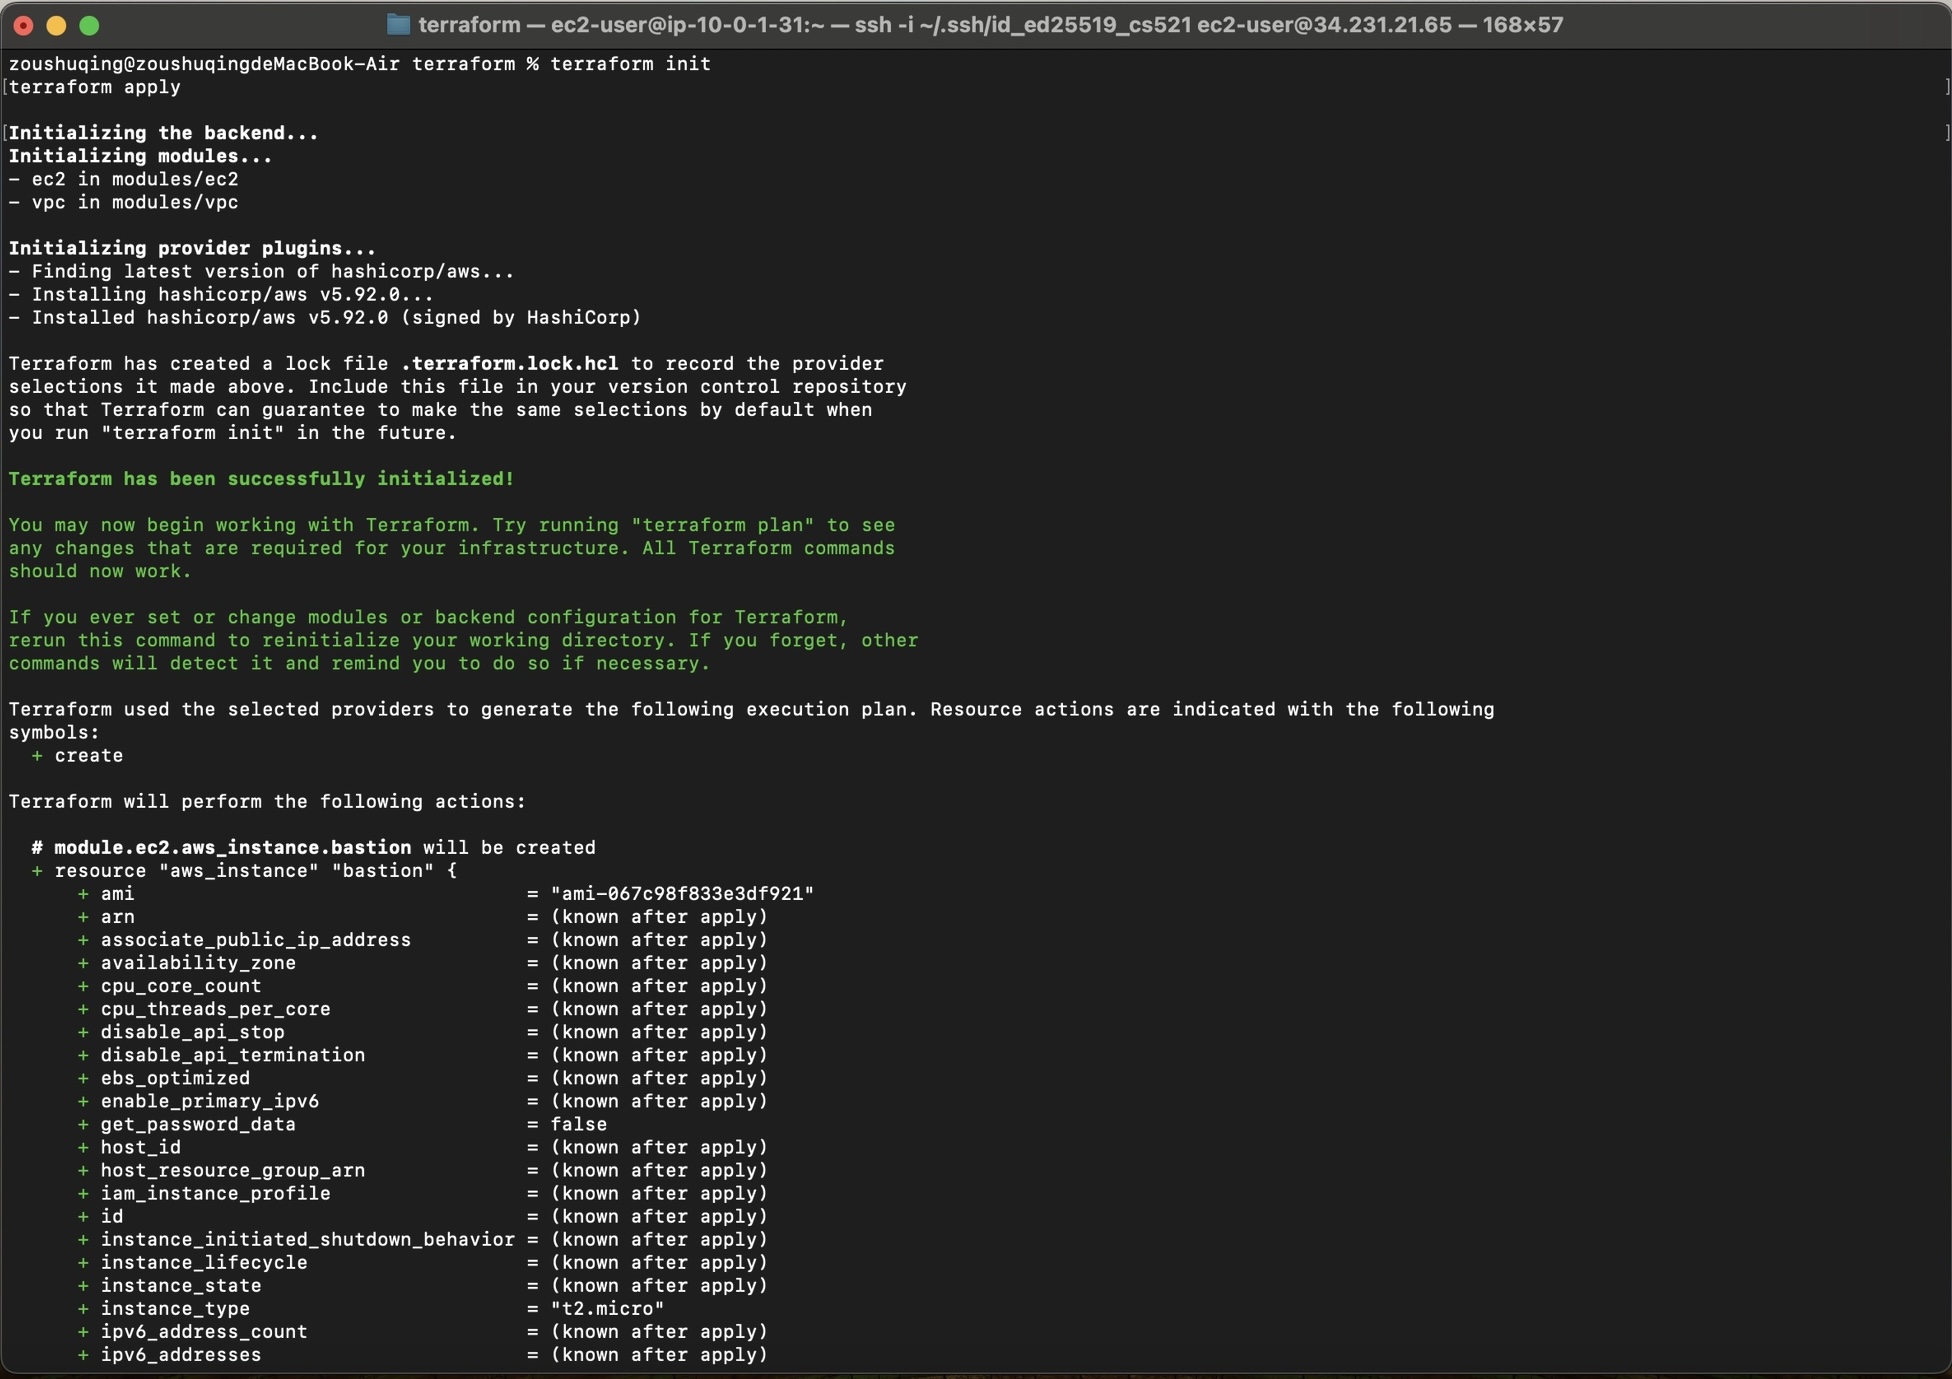 terraform — ec2-user@ip-10-0-1-31:~ — ssh -i ~/.ssh/id_ed25519_cs521 ec2-user@34.231.21.65 — 168×57
zoushuqing@zoushuqingdeMacBook-Air terraform % terraform init
[terraform apply ]
[Initializing the backend... ]
Initializing modules...
- ec2 in modules/ec2
- vpc in modules/vpc
Initializing provider plugins...
- Finding latest version of hashicorp/aws...
- Installing hashicorp/aws v5.92.0...
- Installed hashicorp/aws v5.92.0 (signed by HashiCorp)
Terraform has created a lock file .terraform.lock.hcl to record the provider
selections it made above. Include this file in your version control repository
so that Terraform can guarantee to make the same selections by default when
you run "terraform init" in the future.
Terraform has been successfully initialized!
You may now begin working with Terraform. Try running "terraform plan" to see
any changes that are required for your infrastructure. All Terraform commands
should now work.
If you ever set or change modules or backend configuration for Terraform,
rerun this command to reinitialize your working directory. If you forget, other
commands will detect it and remind you to do so if necessary.
Terraform used the selected providers to generate the following execution plan. Resource actions are indicated with the following
symbols:
  + create
Terraform will perform the following actions:
  # module.ec2.aws_instance.bastion will be created
  + resource "aws_instance" "bastion" {
      + ami                                  = "ami-067c98f833e3df921"
      + arn                                  = (known after apply)
      + associate_public_ip_address          = (known after apply)
      + availability_zone                    = (known after apply)
      + cpu_core_count                       = (known after apply)
      + cpu_threads_per_core                 = (known after apply)
      + disable_api_stop                     = (known after apply)
      + disable_api_termination              = (known after apply)
      + ebs_optimized                        = (known after apply)
      + enable_primary_ipv6                  = (known after apply)
      + get_password_data                    = false
      + host_id                              = (known after apply)
      + host_resource_group_arn              = (known after apply)
      + iam_instance_profile                 = (known after apply)
      + id                                   = (known after apply)
      + instance_initiated_shutdown_behavior = (known after apply)
      + instance_lifecycle                   = (known after apply)
      + instance_state                       = (known after apply)
      + instance_type                        = "t2.micro"
      + ipv6_address_count                   = (known after apply)
      + ipv6_addresses                       = (known after apply)